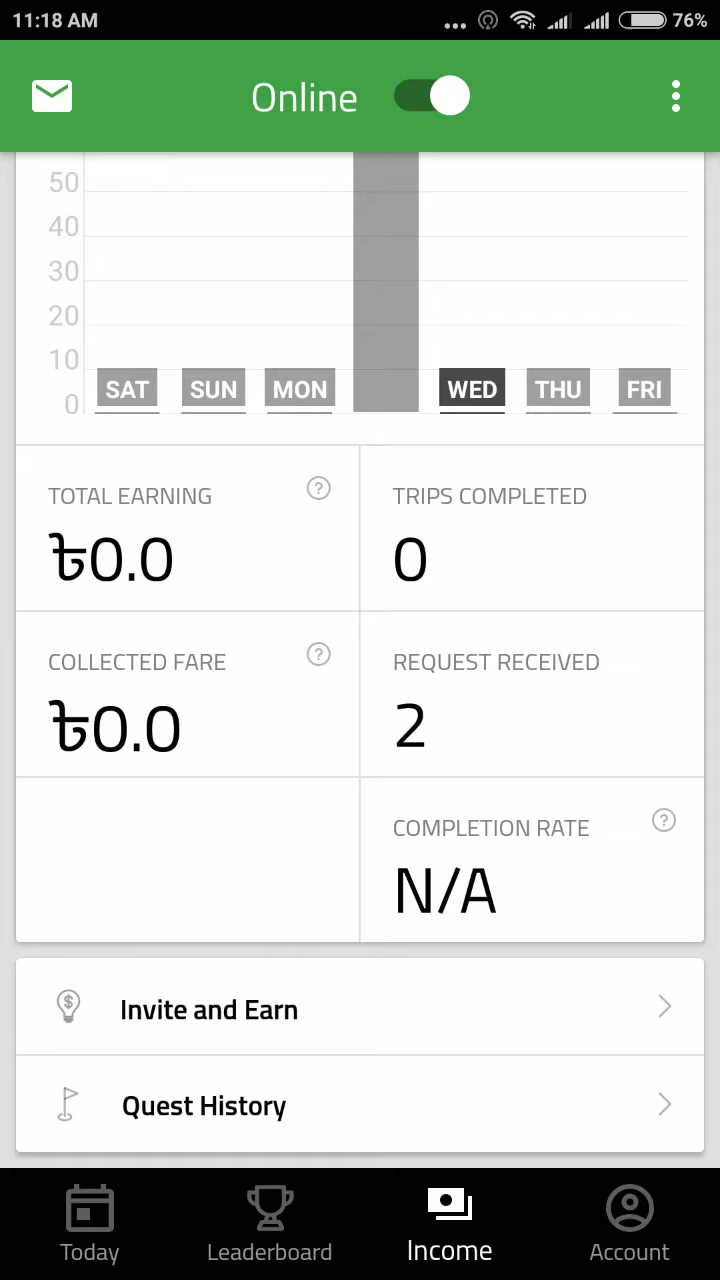 11:18 AM
76%
Online
50
40
30
20
10
0
SAT SUN MON WED THU FRI
TOTAL EARNING
৳0.0
TRIPS COMPLETED
0
COLLECTED FARE
৳0.0
REQUEST RECEIVED
2
COMPLETION RATE
N/A
Invite and Earn
Quest History
Today Leaderboard Income Account